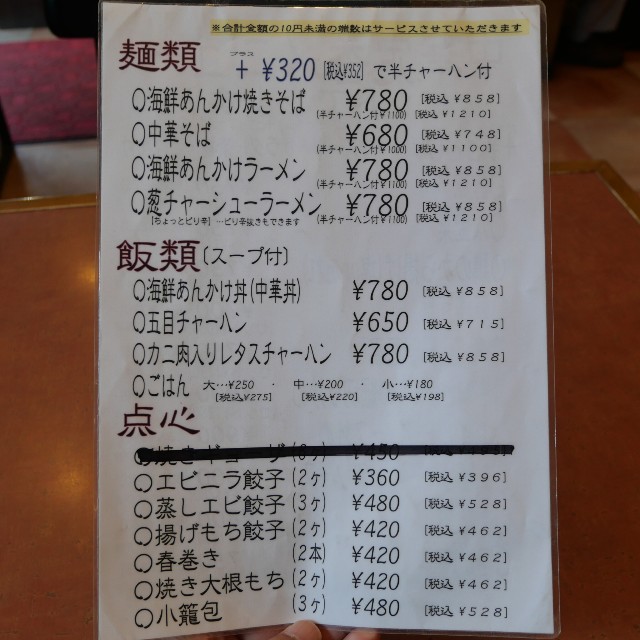 ※合計金額の10円未満の端数はサービスさせていただきます
麺類 プラス + ¥320 [税込¥352] で半チャーハン付
○海鮮あんかけ焼きそば ¥780 [税込 ¥858]
(半チャーハン付¥1100) [税込 ¥1210]
○中華そば ¥680 [税込 ¥748]
(半チャーハン付¥1000) [税込 ¥1100]
○海鮮あんかけラーメン ¥780 [税込 ¥858]
(半チャーハン付¥1100) [税込 ¥1210]
○葱チャーシューラーメン ¥780 [税込 ¥858]
[ちょっとピリ辛] …ピリ辛抜きもできます (半チャーハン付¥1100) [税込 ¥1210]
飯類[スープ付]
○海鮮あんかけ丼(中華丼) ¥780 [税込 ¥858]
○五目チャーハン ¥650 [税込 ¥715]
○カニ肉入りレタスチャーハン ¥780 [税込 ¥858]
○ごはん 大…¥250 ・ 中…¥200 ・ 小…¥180
[税込¥275] [税込¥220] [税込¥198]
点心
○エビニラ餃子(2ヶ) ¥360 [税込 ¥396]
○蒸しエビ餃子(3ヶ) ¥480 [税込 ¥528]
○揚げもち餃子(2ヶ) ¥420 [税込 ¥462]
○春巻き (2本) ¥420 [税込 ¥462]
○焼き大根もち(2ヶ) ¥420 [税込 ¥462]
○小籠包 (3ヶ) ¥480 [税込 ¥528]